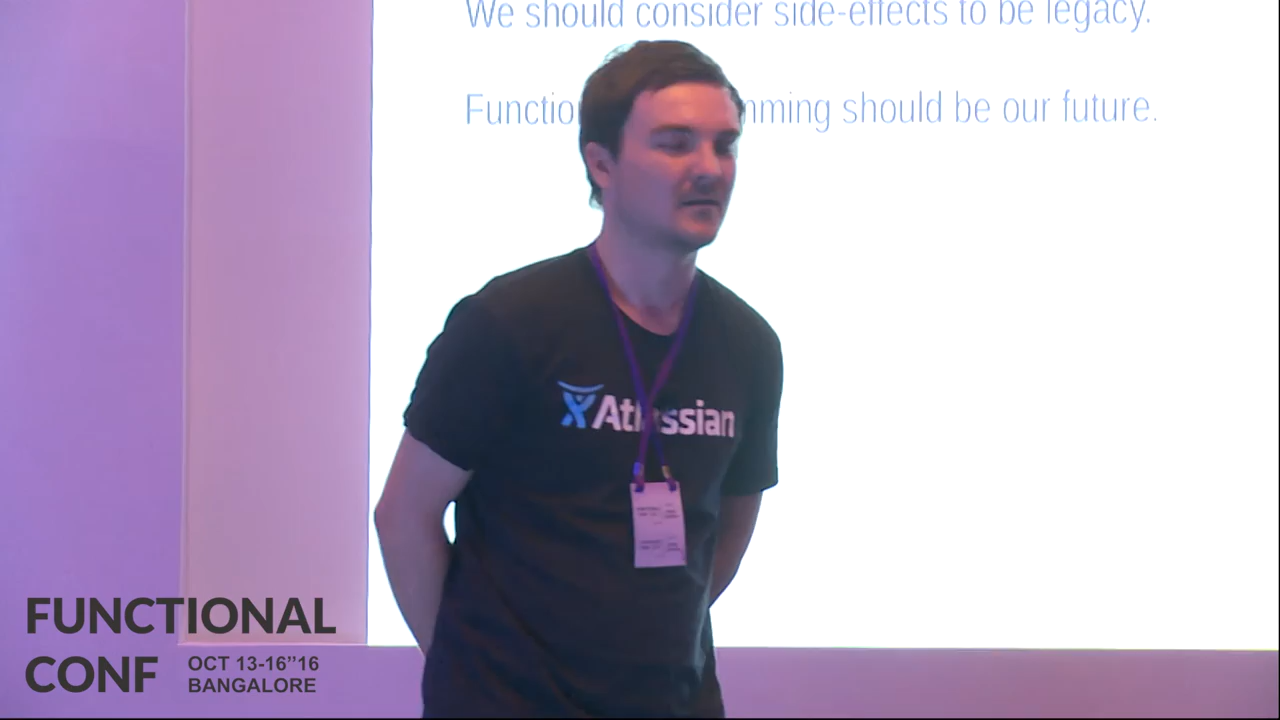 We should consider side-effects to be legacy.
Functio mming should be our future.
Atlassian
FUNCTIONAL
CONF OCT 13-16”16
BANGALORE